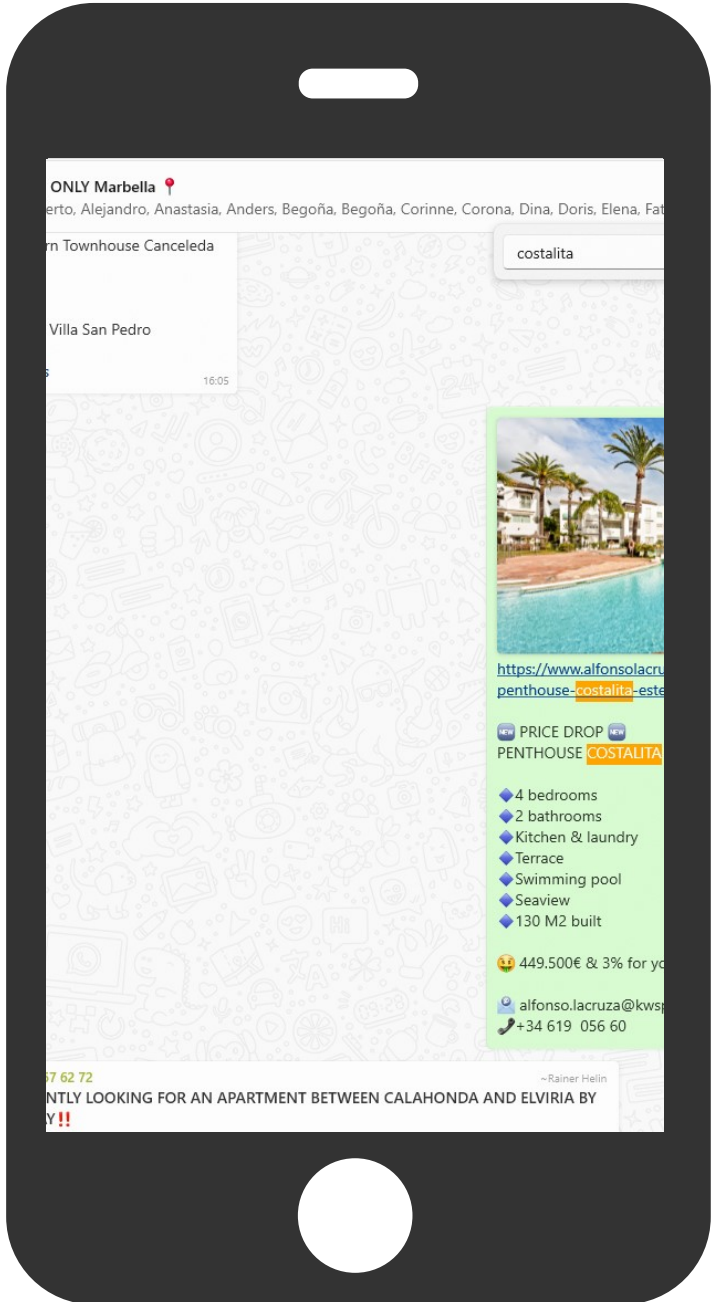 ONLY Marbella 📍
erto, Alejandro, Anastasia, Anders, Begoña, Begoña, Corinne, Corona, Dina, Doris, Elena, Fat
costalita
rn Townhouse Canceleda
Villa San Pedro
s
16:05
https://www.alfonsolacru
penthouse-costalita-este
🆕 PRICE DROP 🆕
PENTHOUSE COSTALITA
🔹4 bedrooms
🔹2 bathrooms
🔹Kitchen & laundry
🔹Terrace
🔹Swimming pool
🔹Seaview
🔹130 M2 built
🤑 449.500€ & 3% for yo
📧 alfonso.lacruza@kwsp
📞+34 619  056 60
67 62 72
~Rainer Helin
NTLY LOOKING FOR AN APARTMENT BETWEEN CALAHONDA AND ELVIRIA BY
Y‼️